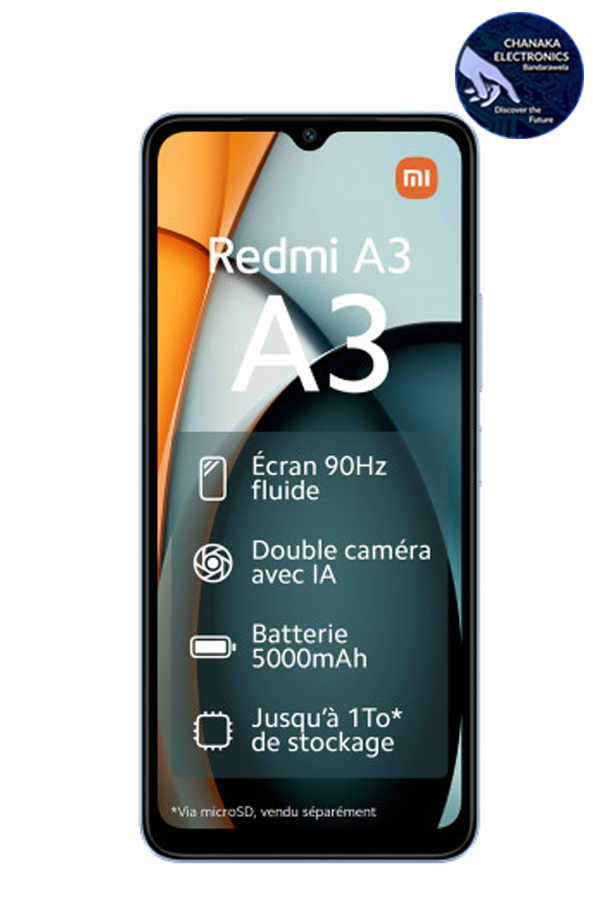 CHANAKA
ELECTRONICS
Bandarawela
Discover the
Future
mi
Redmi A3
A3
Écran 90Hz
fluide
Double caméra
avec IA
Batterie
5000mAh
Jusqu'à 1To*
de stockage
*Via microSD, vendu séparément